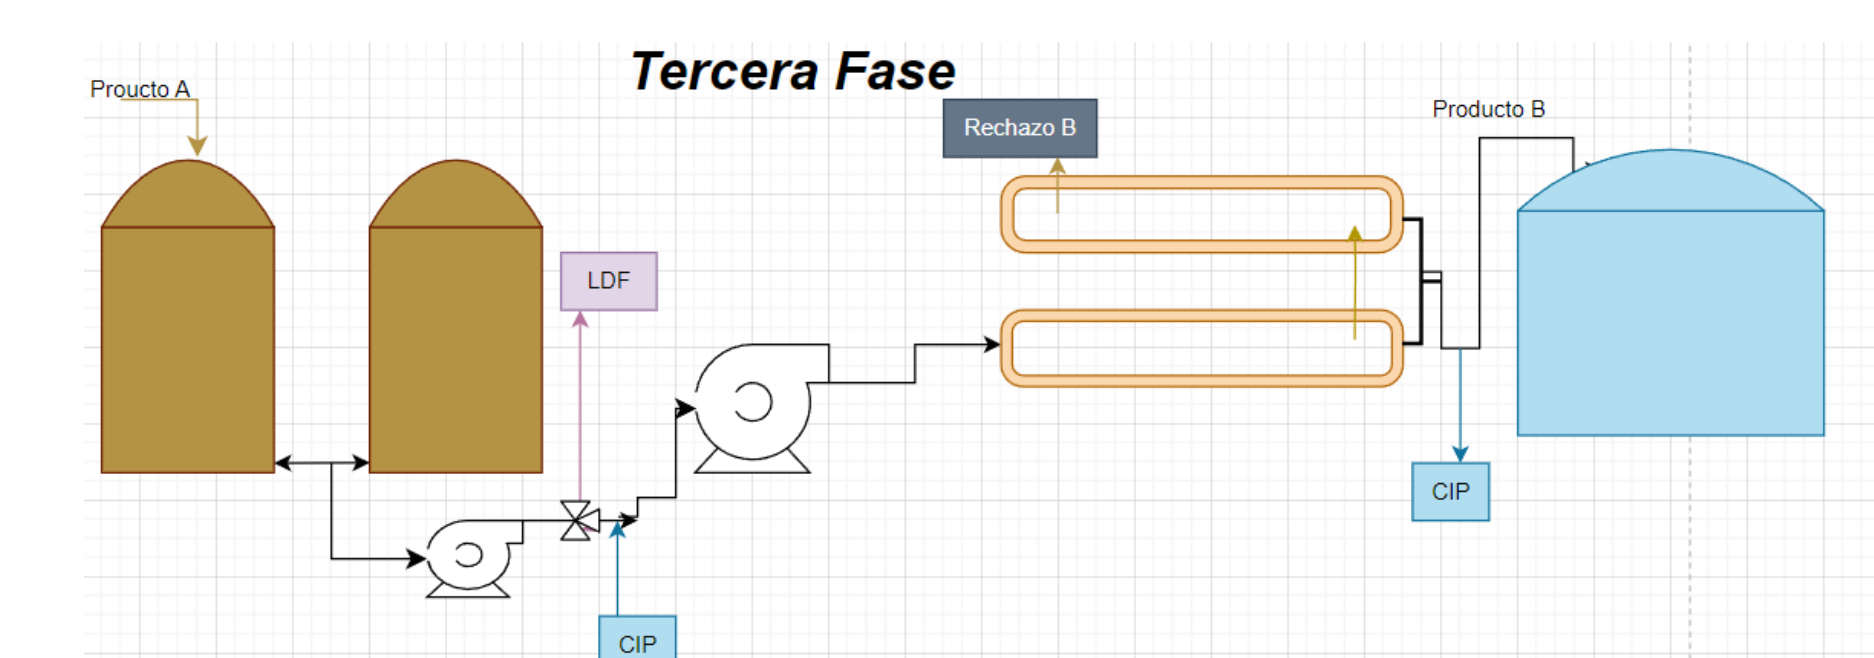 Tercera Fase
Proucto A
Rechazo B
Producto B
LDF
CIP
CIP